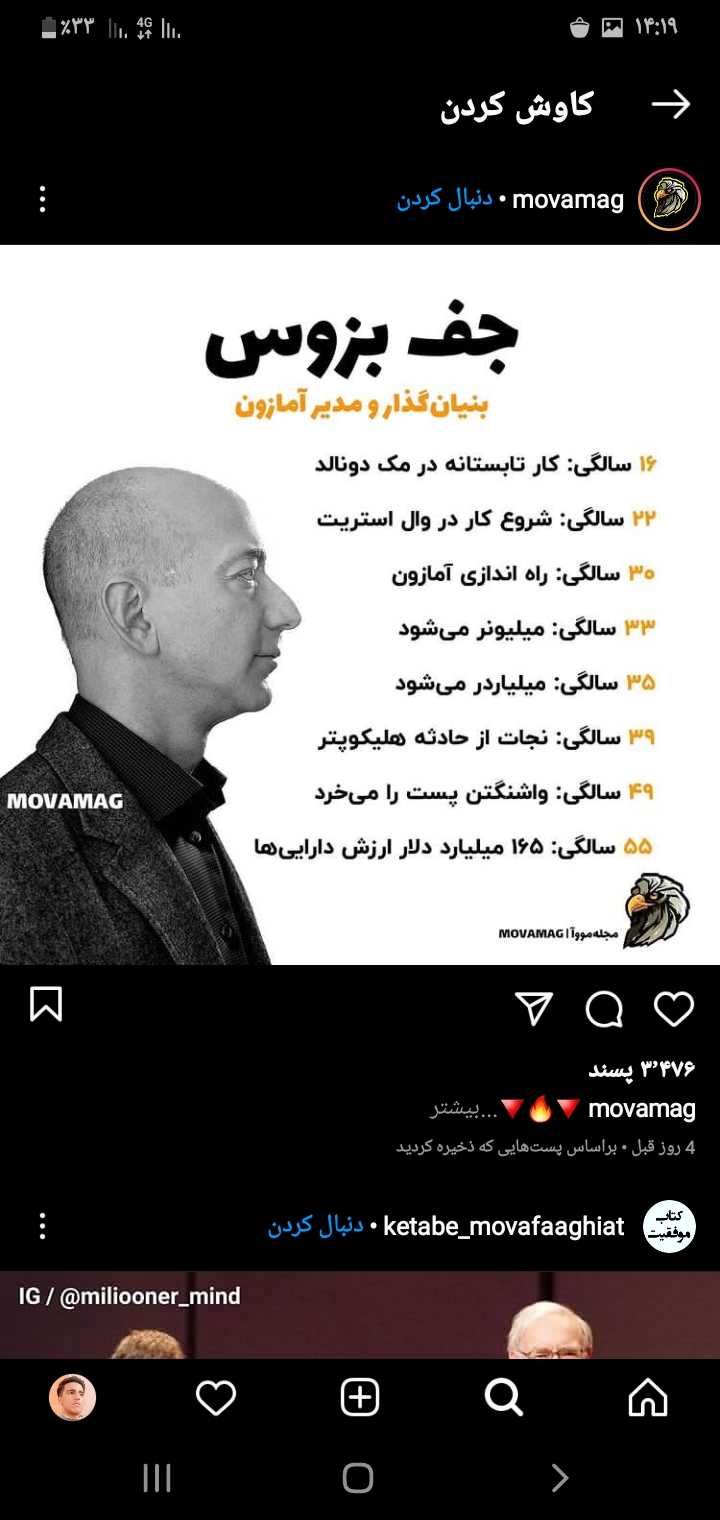 ٪۳۳ 4G ۱۴:۱۹
کاوش کردن
movamag • دنبال کردن
جف بزوس
بنیان‌گذار و مدیر آمازون
۱۶ سالگی: کار تابستانه در مک دونالد
۲۲ سالگی: شروع کار در وال استریت
۳۰ سالگی: راه اندازی آمازون
۳۳ سالگی: میلیونر می‌شود
۳۵ سالگی: میلیاردر می‌شود
۳۹ سالگی: نجات از حادثه هلیکوپتر
۴۹ سالگی: واشنگتن پست را می‌خرد
۵۵ سالگی: ۱۶۵ میلیارد دلار ارزش دارایی‌ها
MOVAMAG
مجله‌مووآ | MOVAMAG
۳٬۴۷۶ پسند
movamag 🔻🔥🔻...بیشتر
4 روز قبل • براساس پست‌هایی که ذخیره کردید
کتاب
موفقیت
ketabe_movafaaghiat • دنبال کردن
IG / @miliooner_mind